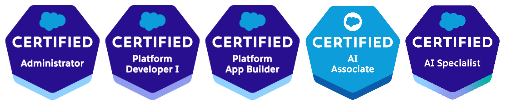 CERTIFIED
Administrator
CERTIFIED
Platform
Developer I
CERTIFIED
Platform
App Builder
CERTIFIED
AI
Associate
CERTIFIED
AI Specialist